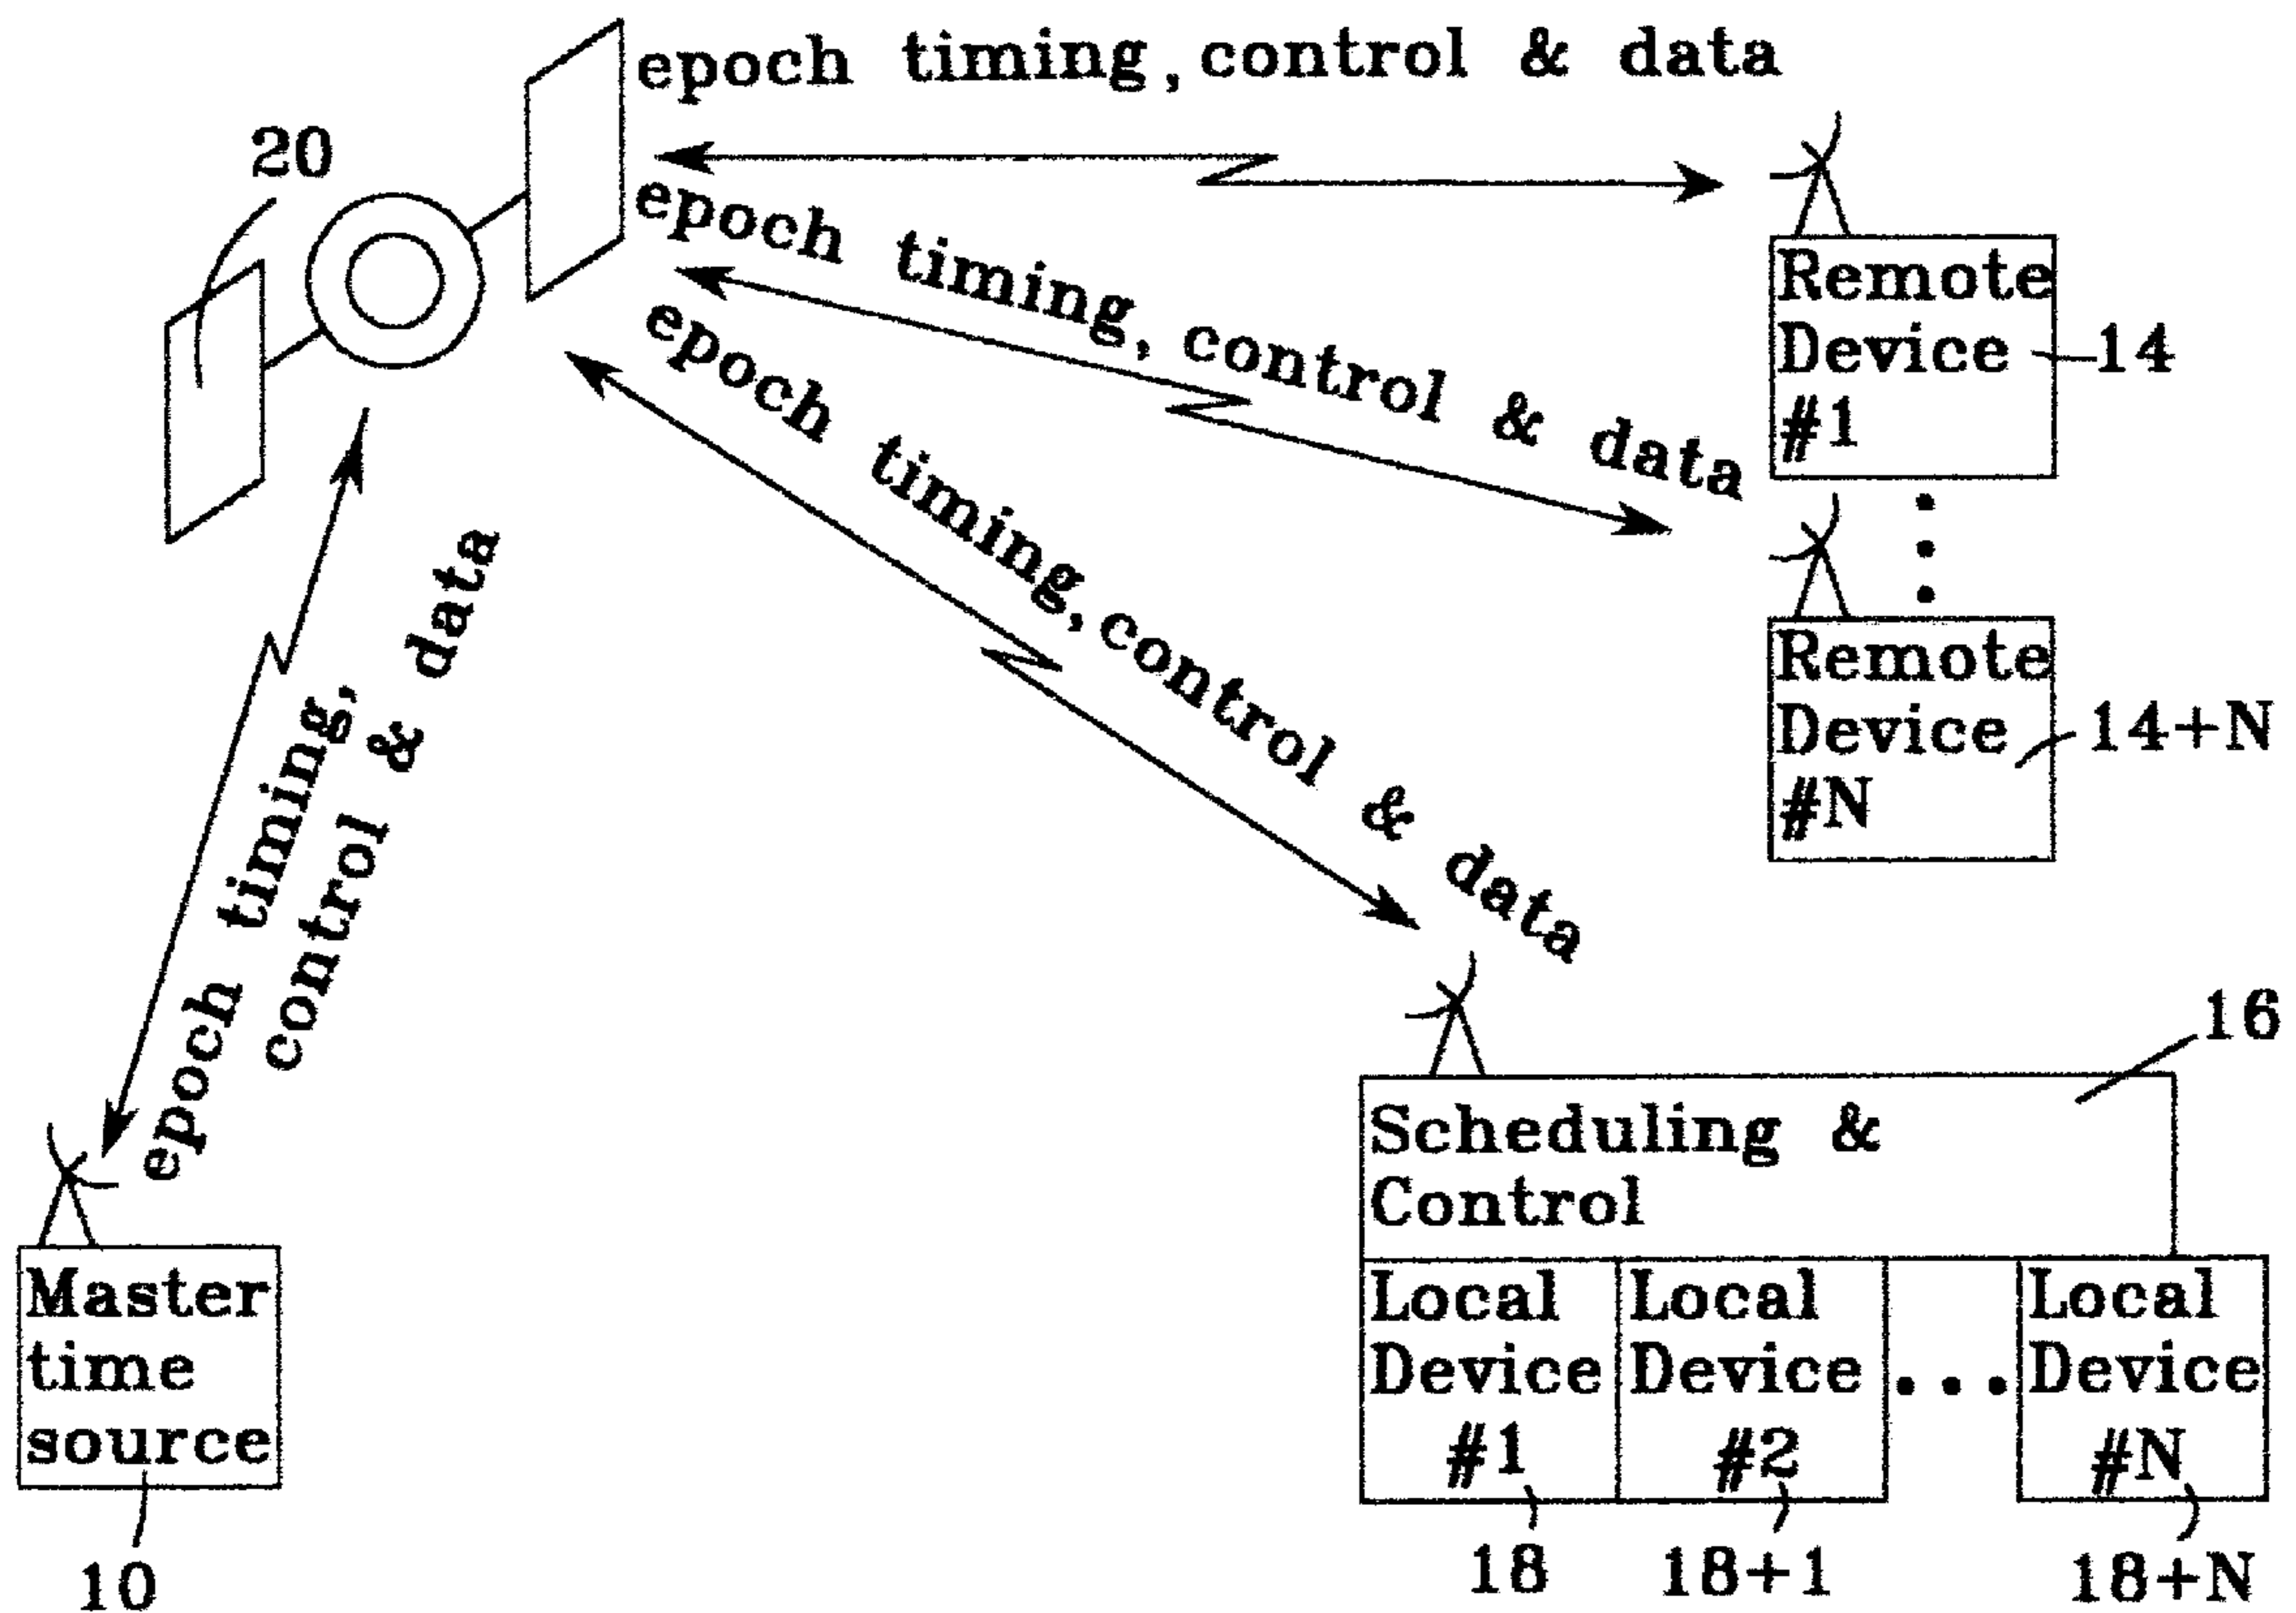 epoch timing, control & data
20
epoch timing, control & data
epoch timing, control & data
Remote
Device
#1
14
Remote
Device
#N
14+N
epoch timing,
control & data
16
Scheduling &
Control
Master
time
source
10
Local
Device
#1
18
Local
Device
#2
18+1
...
Local
Device
#N
18+N